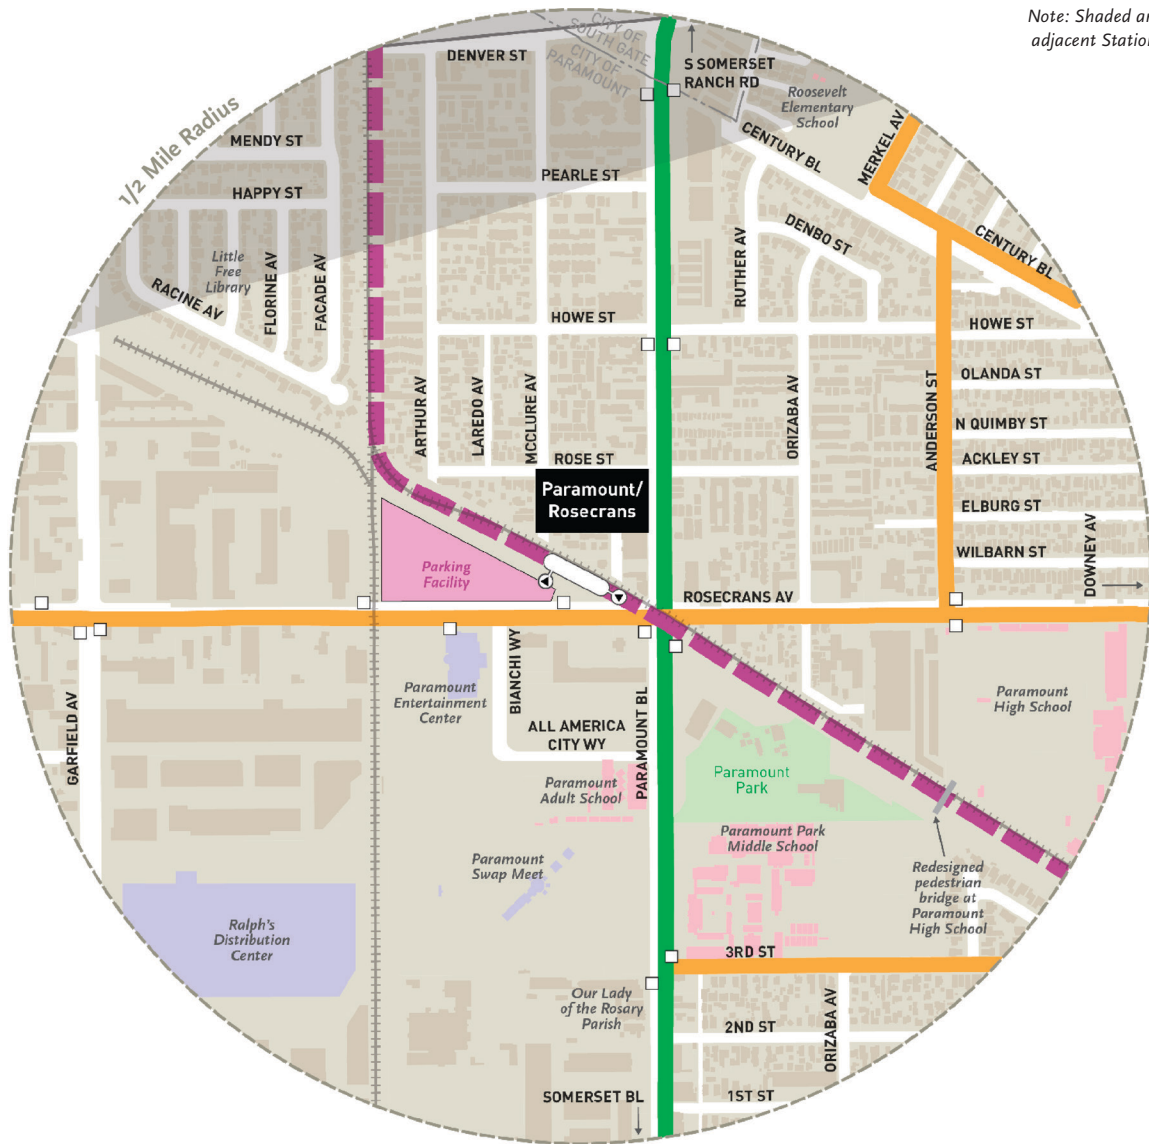 Note: Shaded ar
adjacent Station
CITY OF
SOUTH GATE
CITY OF
PARAMOUNT
DENVER ST
S SOMERSET
RANCH RD
Roosevelt
Elementary
School
1/2 Mile Radius
MENDY ST
CENTURY BL
MERKEL AV
PEARLE ST
HAPPY ST
Little
Free
Library
RACINE AV
FLORINE AV
FACADE AV
RUTHER AV
DENBO ST
CENTURY BL
HOWE ST
HOWE ST
ARTHUR AV
LAREDO AV
MCCLURE AV
ORIZABA AV
ANDERSON ST
OLANDA ST
N QUIMBY ST
ROSE ST
ACKLEY ST
Paramount/
Rosecrans
ELBURG ST
WILBARN ST
DOWNEY AV
Parking
Facility
ROSECRANS AV
BIANCHI WY
PARAMOUNT BL
GARFIELD AV
Paramount
Entertainment
Center
Paramount
High School
ALL AMERICA
CITY WY
Paramount
Adult School
Paramount
Park
Paramount Park
Middle School
Paramount
Swap Meet
Redesigned
pedestrian
bridge at
Paramount
High School
Ralph's
Distribution
Center
3RD ST
Our Lady
of the Rosary
Parish
2ND ST
ORIZABA AV
SOMERSET BL
1ST ST